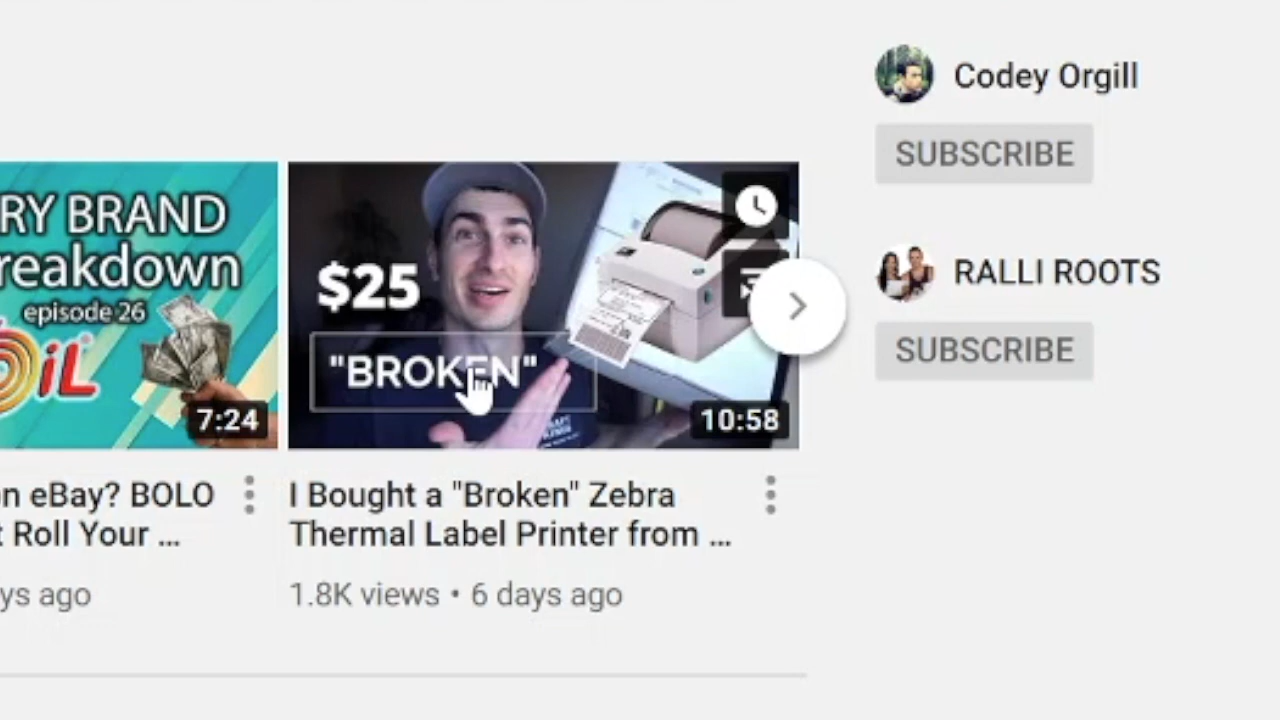 Codey Orgill
SUBSCRIBE
RALLI ROOTS
SUBSCRIBE
RY BRAND
reakdown
episode 26
OiL
7:24
$25
"BROKEN"
10:58
n eBay? BOLO
t Roll Your ...
ys ago
I Bought a "Broken" Zebra
Thermal Label Printer from ...
1.8K views • 6 days ago